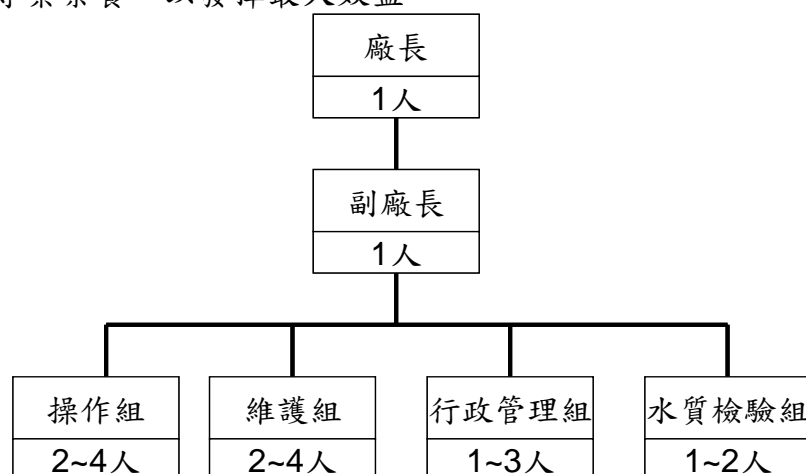 廠長
1人
副廠長
1人
操作組 維護組 行政管理組 水質檢驗組
2~4人 2~4人 1~3人 1~2人